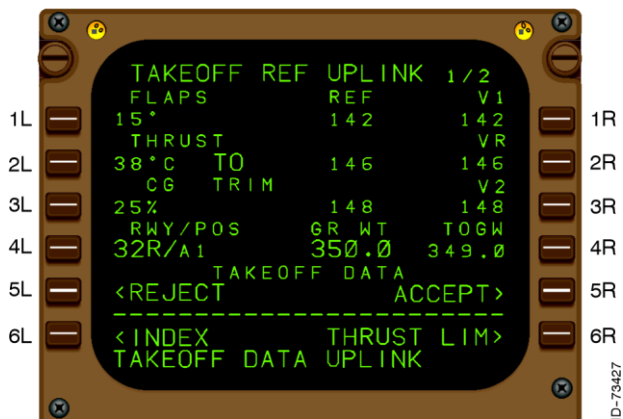 TAKEOFF REF UPLINK 1/2
FLAPS REF V1
1L 15° 142 142 1R
THRUST VR
2L 38°C TO 146 146 2R
CG TRIM V2
3L 25% 148 148 3R
RWY/POS GR WT TOGW
4L 32R/A1 350.0 349.0 4R
TAKEOFF DATA
5L <REJECT ACCEPT> 5R
------------------------
6L <INDEX THRUST LIM> 6R
TAKEOFF DATA UPLINK
ID-73427